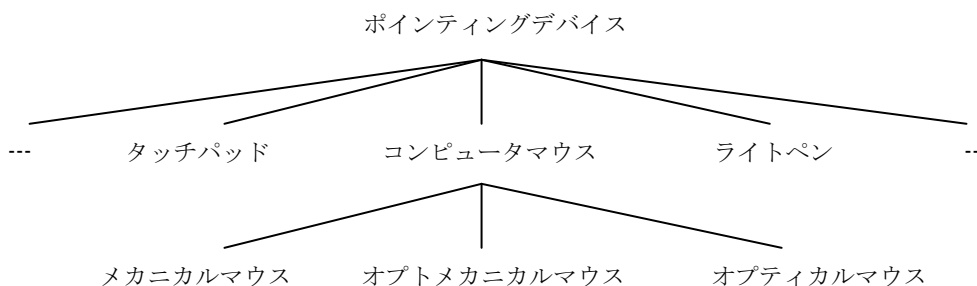 ポインティングデバイス
--- タッチパッド コンピュータマウス ライトペン --
メカニカルマウス オプトメカニカルマウス オプティカルマウス